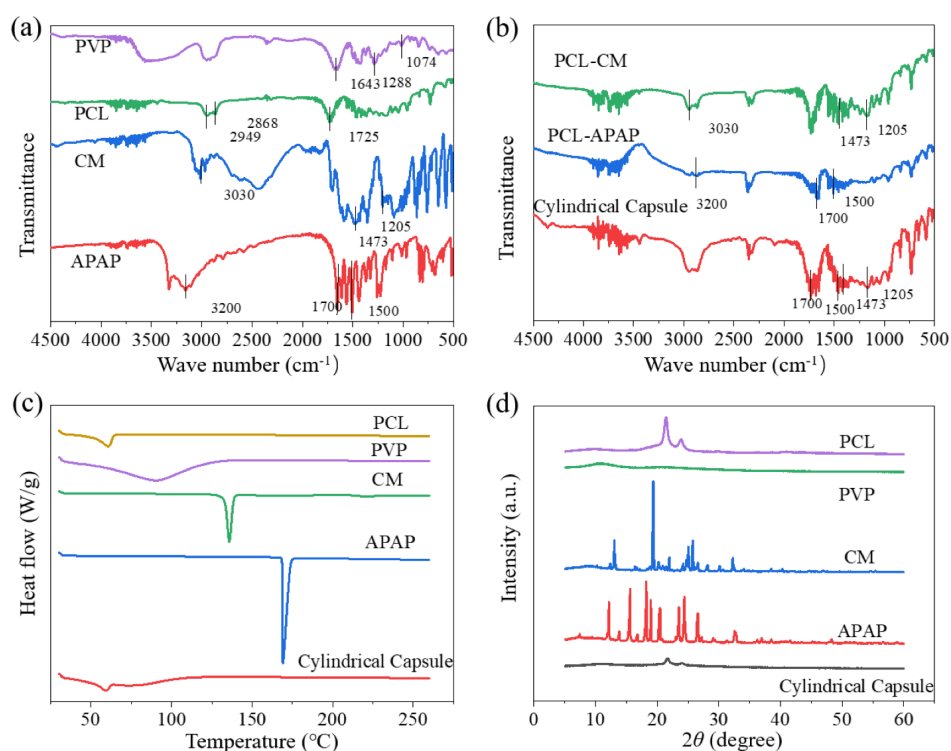 (a)
PVP
1074
1643
1288
PCL
2868
2949
1725
CM
3030
1205
1473
APAP
3200
1700
1500
Transmittance
4500 4000 3500 3000 2500 2000 1500 1000 500
Wave number (cm⁻¹)
(b)
PCL-CM
3030
1205
1473
PCL-APAP
3200
1500
1700
Cylindrical Capsule
1700
1473
1205
1500
Transmittance
4500 4000 3500 3000 2500 2000 1500 1000 500
Wave number (cm⁻¹)
(c)
PCL
PVP
CM
APAP
Cylindrical Capsule
Heat flow (W/g)
50 100 150 200 250
Temperature (℃)
(d)
PCL
PVP
CM
APAP
Cylindrical Capsule
Intensity (a.u.)
0 10 20 30 40 50 60
2θ (degree)